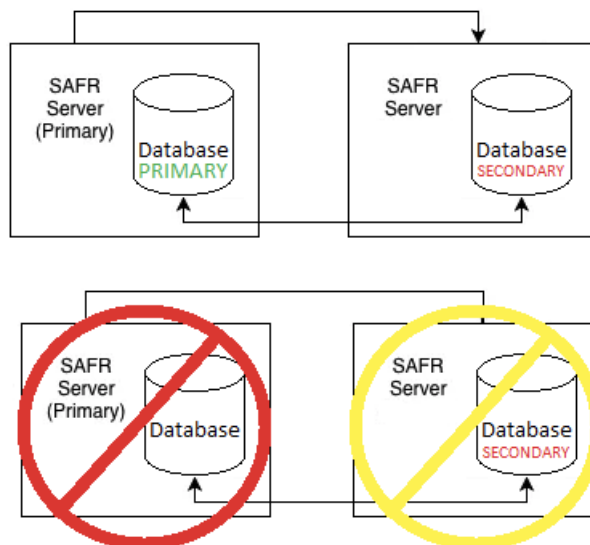 SAFR
Server
(Primary)
Database
PRIMARY
SAFR
Server
Database
SECONDARY
SAFR
Server
(Primary)
Database
SAFR
Server
Database
SECONDARY